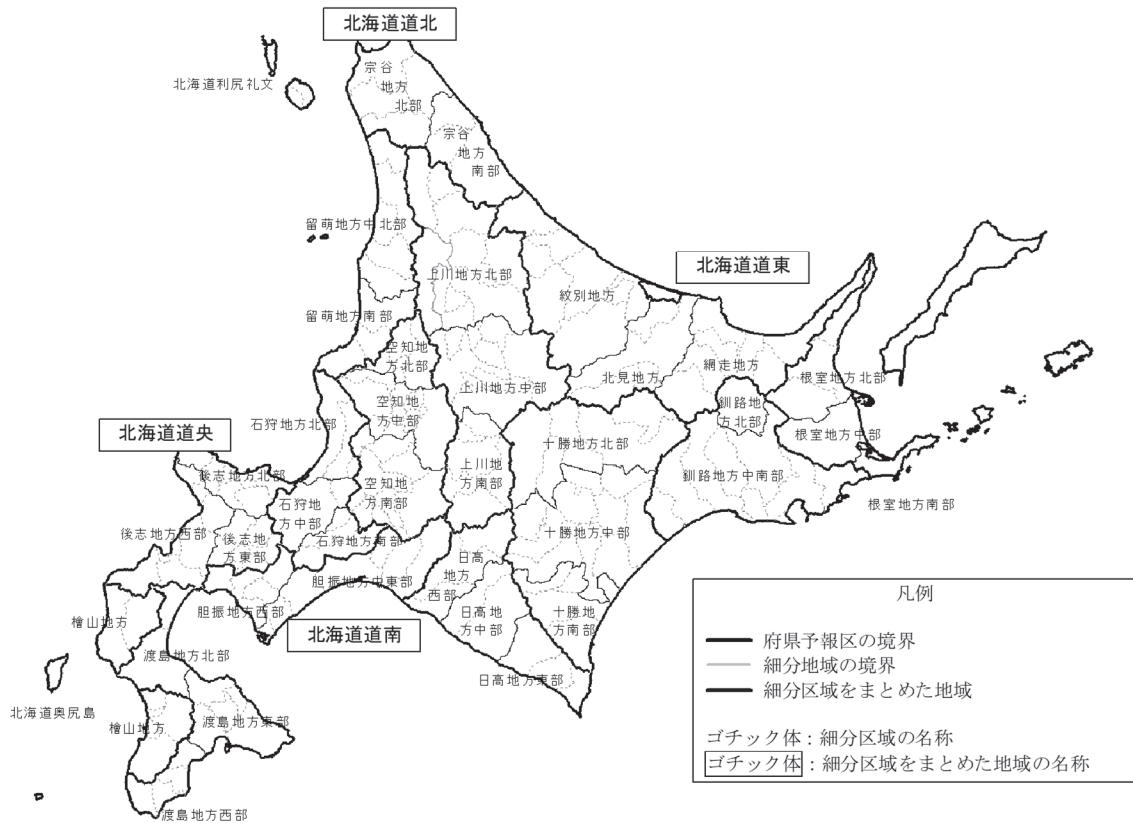 北海道道北
宗谷
地方
北部
北海道利尻礼文
宗谷
地方
南部
留萌地方中北部
北海道道東
上川地方北部
紋別地方
留萌地方南部
空知地
方北部
網走地方
北見地方
根室地方北部
上川地方中部
空知地
方中部
釧路地
方北部
石狩地方北部
北海道道央
十勝地方北部
根室地方中部
上川地
方南部
後志地方北部
空知地
方南部
釧路地方中南部
石狩地
方中部
根室地方南部
後志地方西部
後志地
方東部
石狩地方南部
十勝地方中部
日高
地方
西部
胆振地方中東部
胆振地方西部
日高地
方中部
十勝地
方南部
檜山地方
北海道道南
渡島地方北部
日高地方東部
北海道奥尻島
檜山地方
渡島地方東部
渡島地方西部
凡例
府県予報区の境界
細分地域の境界
細分区域をまとめた地域
ゴチック体：細分区域の名称
ゴチック体：細分区域をまとめた地域の名称